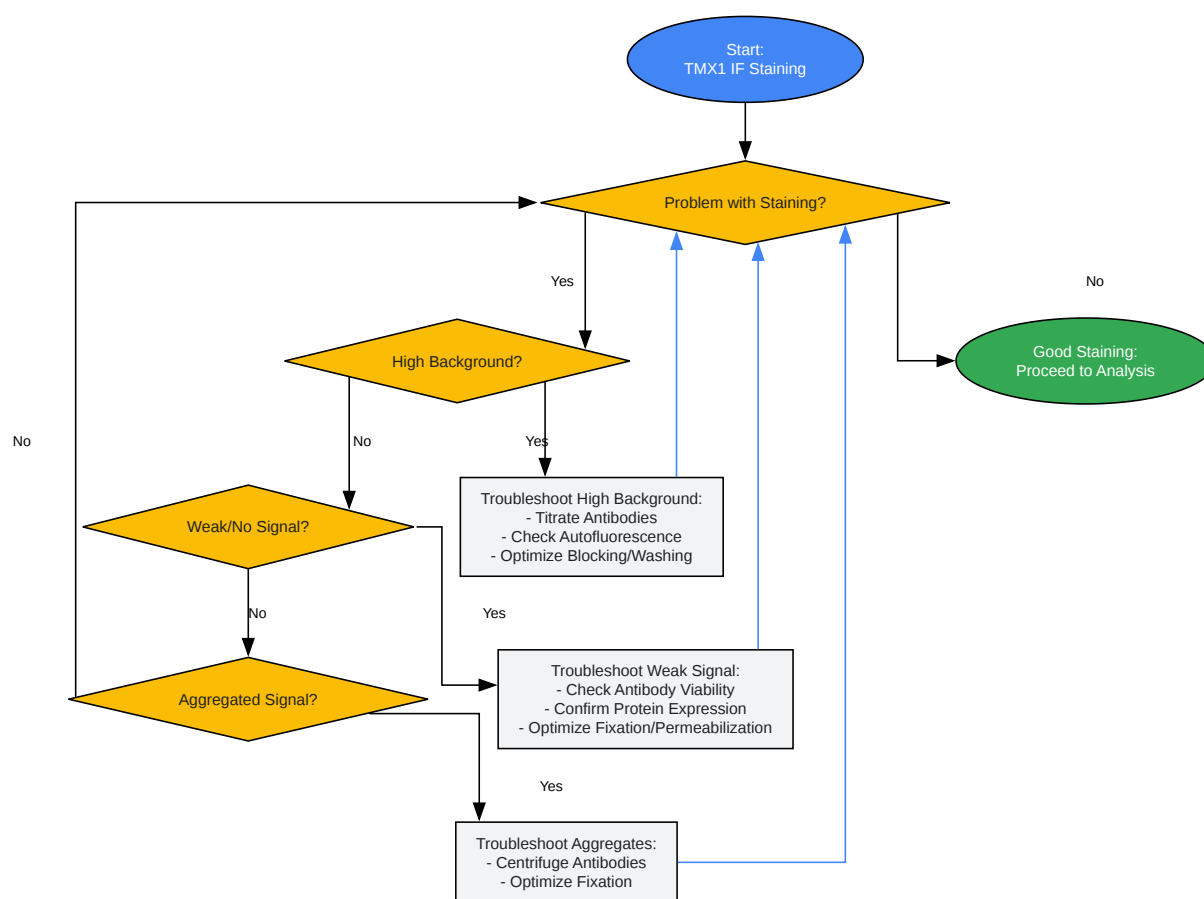 Start:
TMX1 IF Staining
Problem with Staining?
Yes
No
High Background?
Good Staining:
Proceed to Analysis
No
No
Yes
Troubleshoot High Background:
- Titrate Antibodies
- Check Autofluorescence
- Optimize Blocking/Washing
Weak/No Signal?
No
Yes
Troubleshoot Weak Signal:
- Check Antibody Viability
- Confirm Protein Expression
- Optimize Fixation/Permeabilization
Aggregated Signal?
Yes
Troubleshoot Aggregates:
- Centrifuge Antibodies
- Optimize Fixation